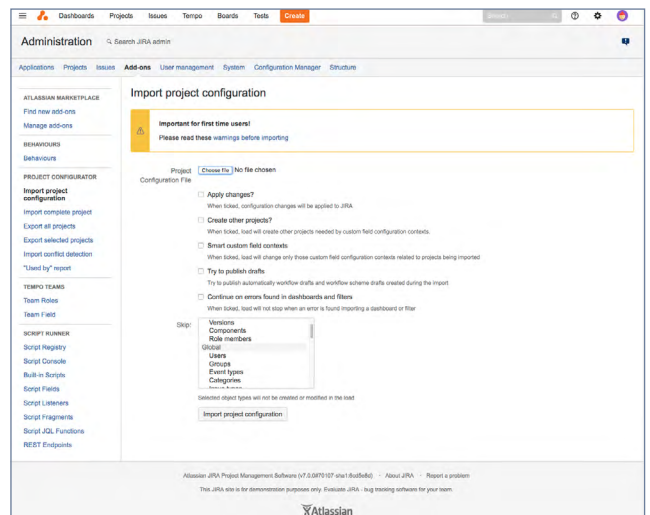 Dashboards Projects Issues Tempo Boards Tests Create Search
Administration Search JIRA admin
Applications Projects Issues Add-ons User management System Configuration Manager Structure
ATLASSIAN MARKETPLACE
Find new add-ons
Manage add-ons
BEHAVIOURS
Behaviours
PROJECT CONFIGURATOR
Import project
configuration
Import complete project
Export all projects
Export selected projects
Import conflict detection
"Used by" report
TEMPO TEAMS
Team Roles
Team Field
SCRIPT RUNNER
Script Registry
Script Console
Built-in Scripts
Script Fields
Script Listeners
Script Fragments
Script JQL Functions
REST Endpoints
Import project configuration
Important for first time users!
Please read these warnings before importing
Project
Configuration File
Choose File No file chosen
Apply changes?
When ticked, configuration changes will be applied to JIRA
Create other projects?
When ticked, load will create other projects needed by custom field configuration contexts.
Smart custom field contexts
When ticked, load will change only those custom field configuration contexts related to projects being imported
Try to publish drafts
Try to publish automatically workflow drafts and workflow scheme drafts created during the import
Continue on errors found in dashboards and filters
When ticked, load will not stop when an error is found importing a dashboard or filter
Skip:
Versions
Components
Role members
Global
Users
Groups
Event types
Categories
Selected object types will not be created or modified in the load
Import project configuration
Atlassian JIRA Project Management Software · About JIRA · Report a problem
This JIRA site is for demonstration purposes only. Evaluate JIRA - bug tracking software for your team.
Atlassian